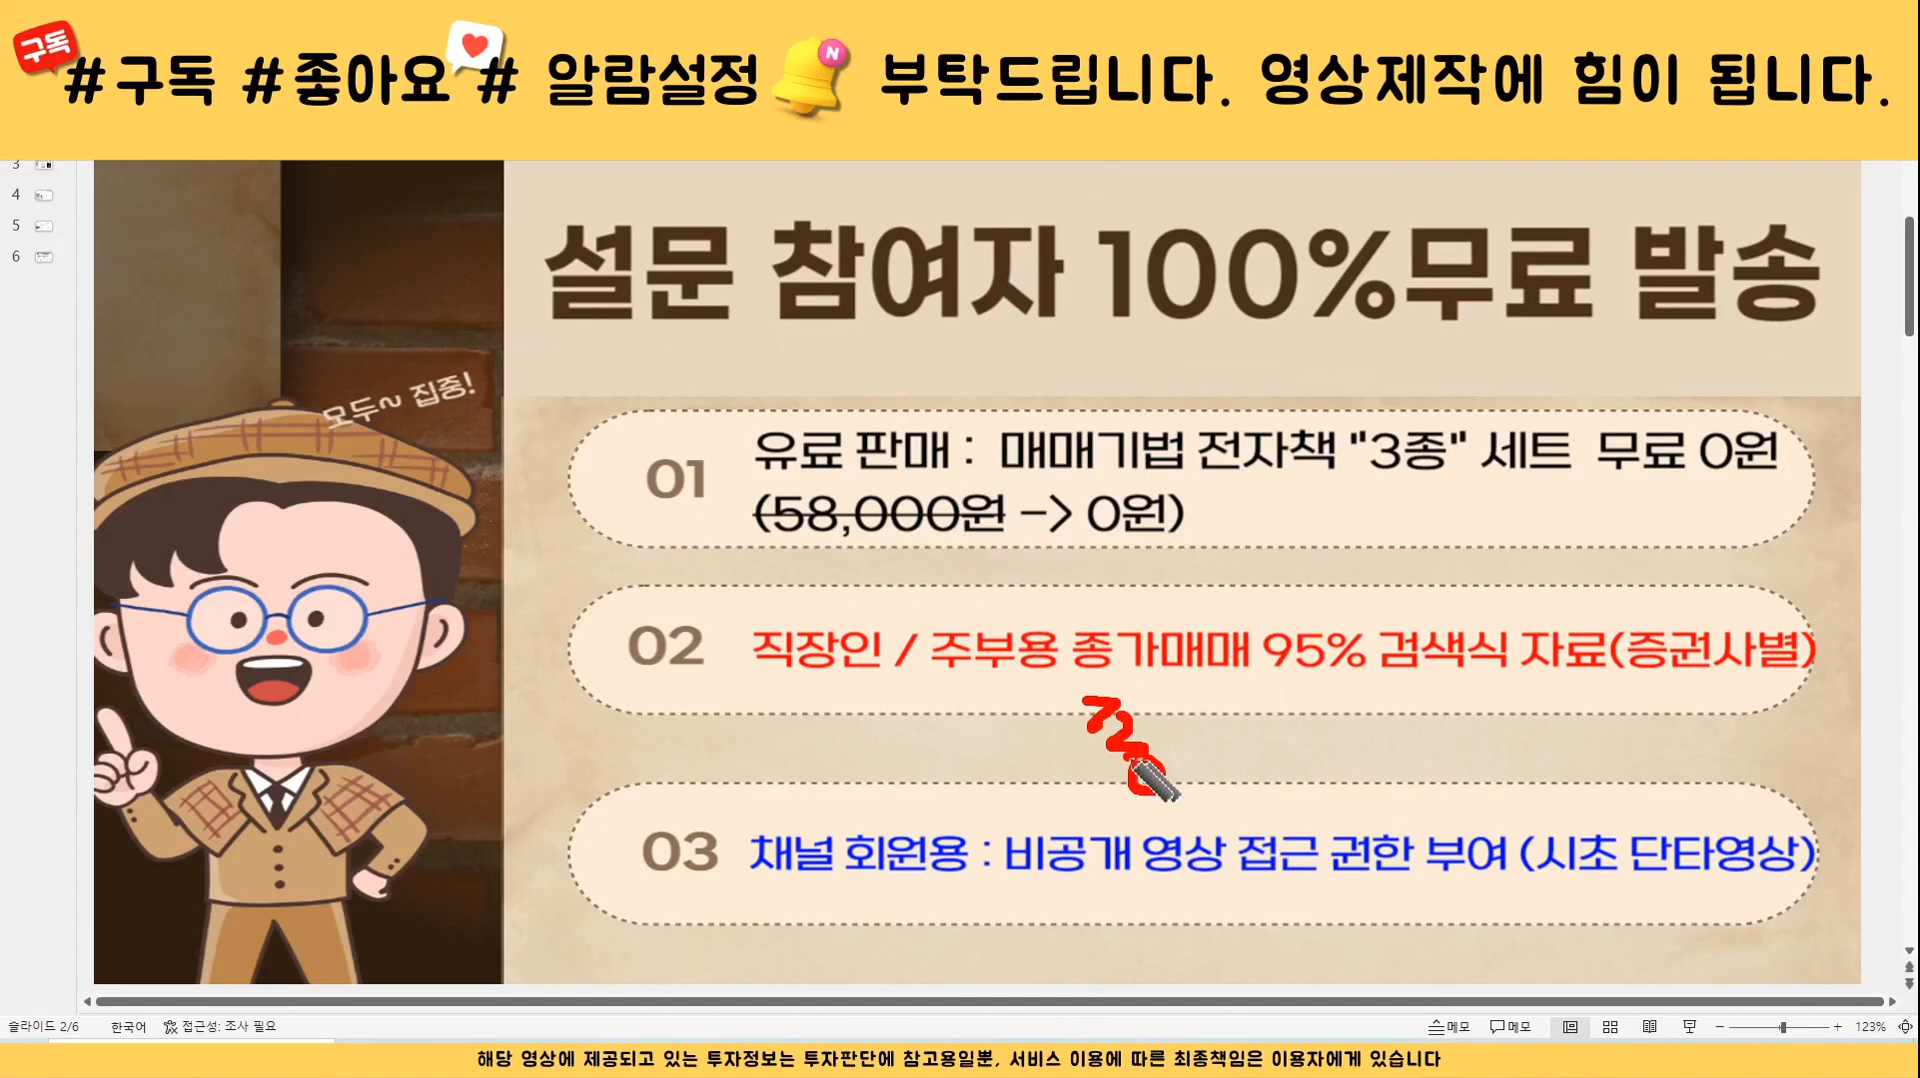 구독
#구독 #좋아요 # 알람설정 N 부탁드립니다. 영상제작에 힘이 됩니다.
3
4
5
6
설문 참여자 100%무료 발송
모두~ 집중!
01 유료 판매 : 매매기법 전자책 "3종" 세트 무료 0원
(58,000원 -> 0원)
02 직장인 / 주부용 종가매매 95% 검색식 자료(증권사별)
03 채널 회원용 : 비공개 영상 접근 권한 부여 (시초 단타영상)
슬라이드 2/6 한국어 접근성: 조사 필요 메모 메모 123%
해당 영상에 제공되고 있는 투자정보는 투자판단에 참고용일뿐, 서비스 이용에 따른 최종책임은 이용자에게 있습니다